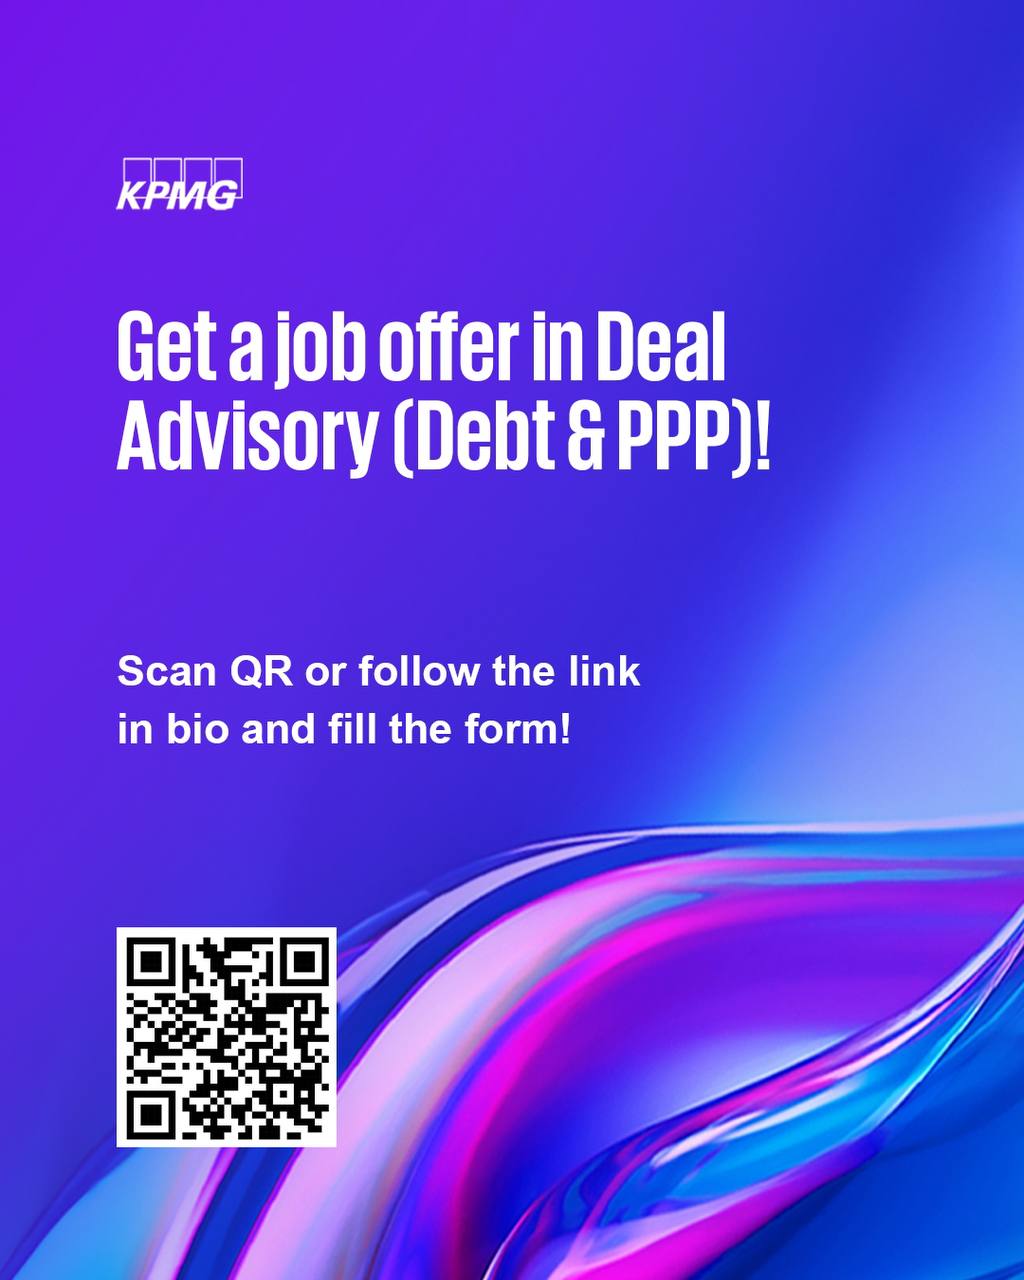 KPMG
Get a job offer in Deal
Advisory (Debt & PPP)!
Scan QR or follow the link
in bio and fill the form!